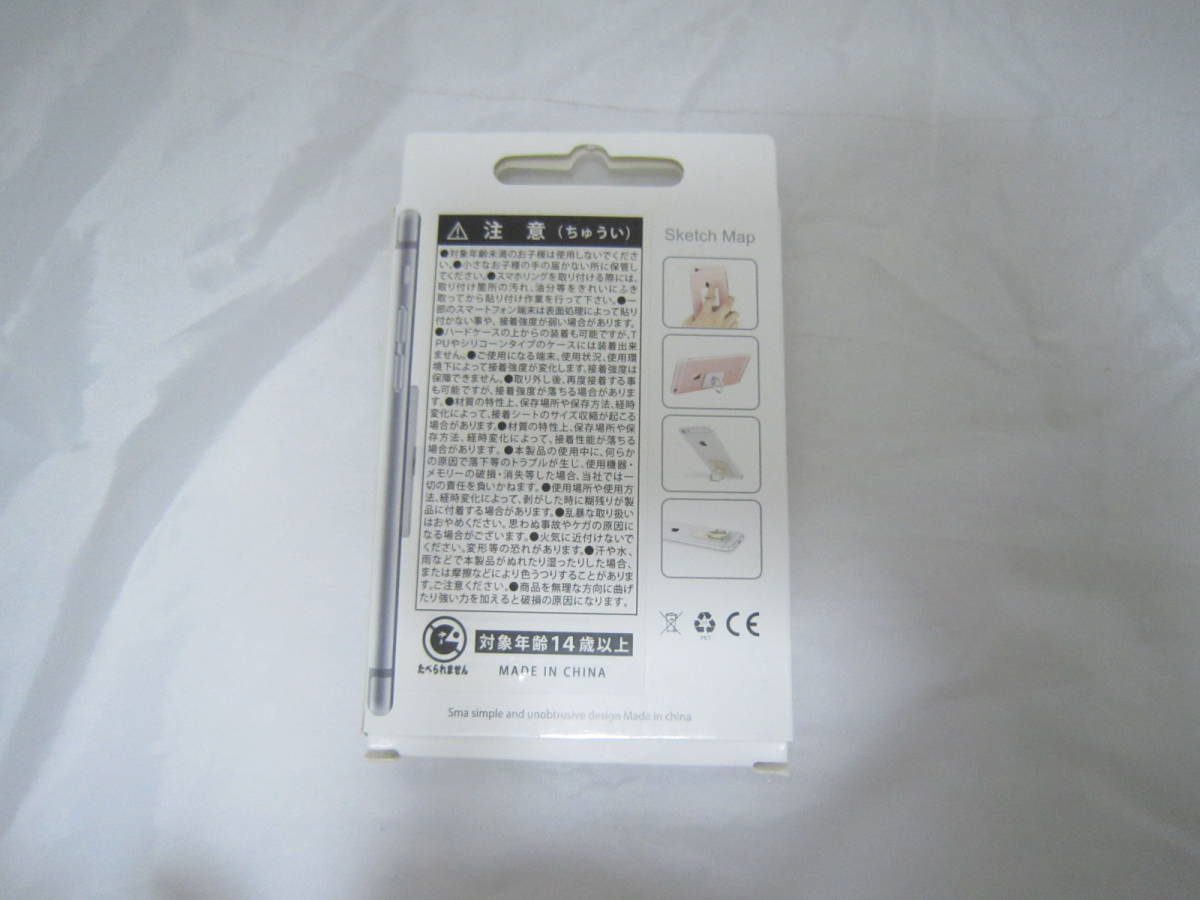 注 意 (ちゅうい)
●対象年齢未満のお子様は使用しないでくださ
い。●小さなお子様の手の届かない所に保管し
てください。●スマホリングを取り付ける際には、
取り付け箇所の汚れ、油分等をきれいにふき
取ってから貼り付け作業を行って下さい。●一
部のスマートフォン端末は表面処理によって貼り
付かない事や、接着強度が弱い場合があります。
●ハードケースの上からの装着も可能ですが、T
PUやシリコーンタイプのケースには装着出来
ません。●ご使用になる端末、使用状況、使用環
境下によって接着強度が変化します。接着強度は
保障できません。●取り外し後、再度接着する事
も可能ですが、接着強度が落ちる場合がありま
す。●材質の特性上、保存場所や保存方法、経時
変化によって、接着シートのサイズ収縮が起こる
場合があります。●材質の特性上、保存場所や保
存方法、経時変化によって、接着性能が落ちる
場合があります。●本製品の使用中に、何らか
の原因で落下等のトラブルが生じ、使用機器・
メモリーの破損・消失等した場合、当社では一
切の責任を負いかねます。●使用場所や使用方
法、経時変化によって、剥がした時に糊残りが製
品に付着する場合があります。●乱暴な取り扱い
はおやめください。思わぬ事故やケガの原因に
なる場合がございます。●火気に近付けないで
ください。変形等の恐れがあります。●汗や水、
雨などで本製品がぬれたり湿ったりした場合、
または摩擦などにより色うつりすることがありま
す。ご注意ください。●商品を無理な方向に曲げ
たり強い力を加えると破損の原因になります。
たべられません
対象年齢14歳以上
MADE IN CHINA
Sketch Map
PET
CE
Sma simple and unobtrusive design Made in china